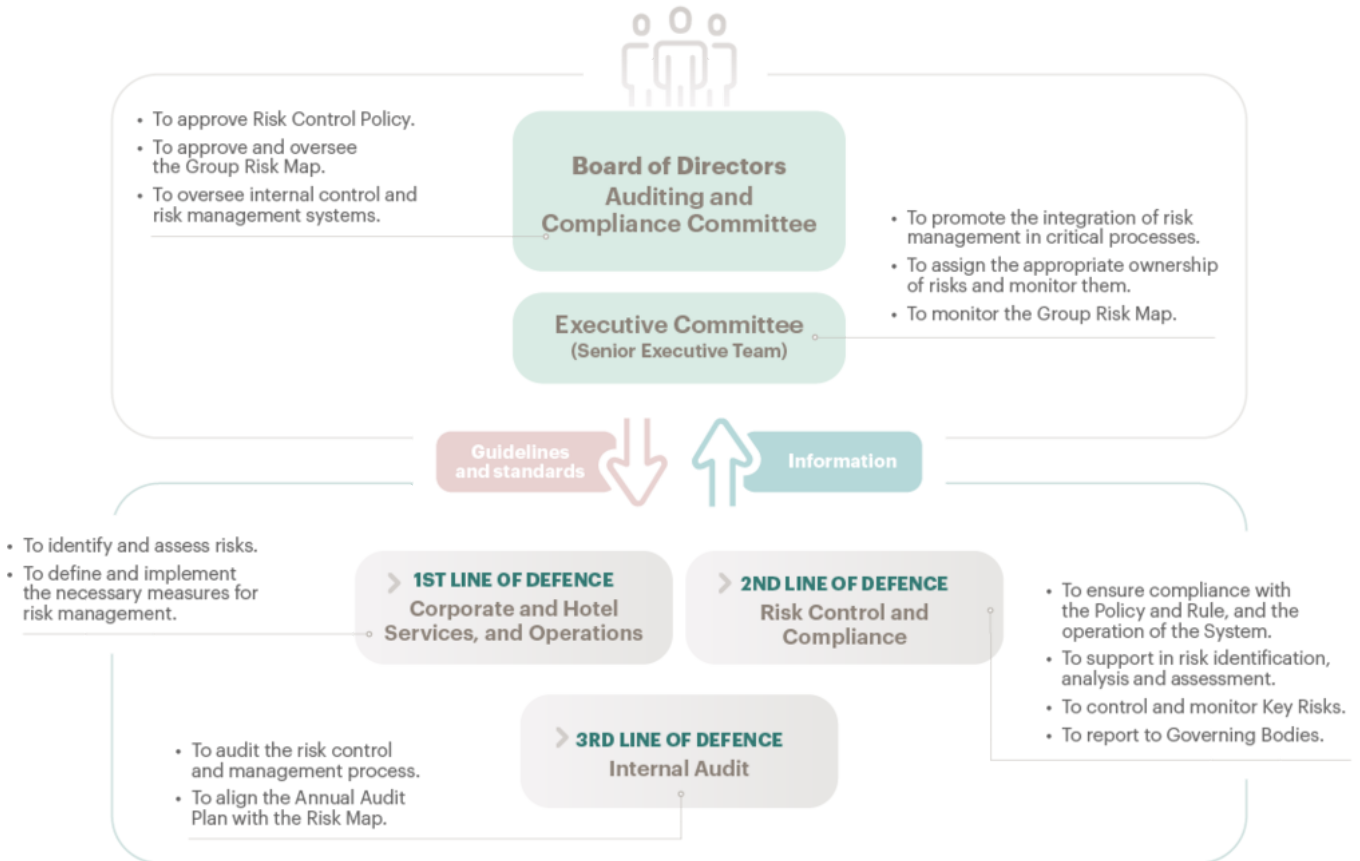 • To approve Risk Control Policy.
• To approve and oversee
the Group Risk Map.
• To oversee internal control and
risk management systems.
Board of Directors
Auditing and
Compliance Committee
• To promote the integration of risk
management in critical processes.
• To assign the appropriate ownership
of risks and monitor them.
• To monitor the Group Risk Map.
Executive Committee
(Senior Executive Team)
Guidelines
and standards
Information
• To identify and assess risks.
• To define and implement
the necessary measures for
risk management.
1ST LINE OF DEFENCE
Corporate and Hotel
Services, and Operations
2ND LINE OF DEFENCE
Risk Control and
Compliance
• To ensure compliance with
the Policy and Rule, and the
operation of the System.
• To support in risk identification,
analysis and assessment.
• To control and monitor Key Risks.
• To report to Governing Bodies.
• To audit the risk control
and management process.
• To align the Annual Audit
Plan with the Risk Map.
3RD LINE OF DEFENCE
Internal Audit